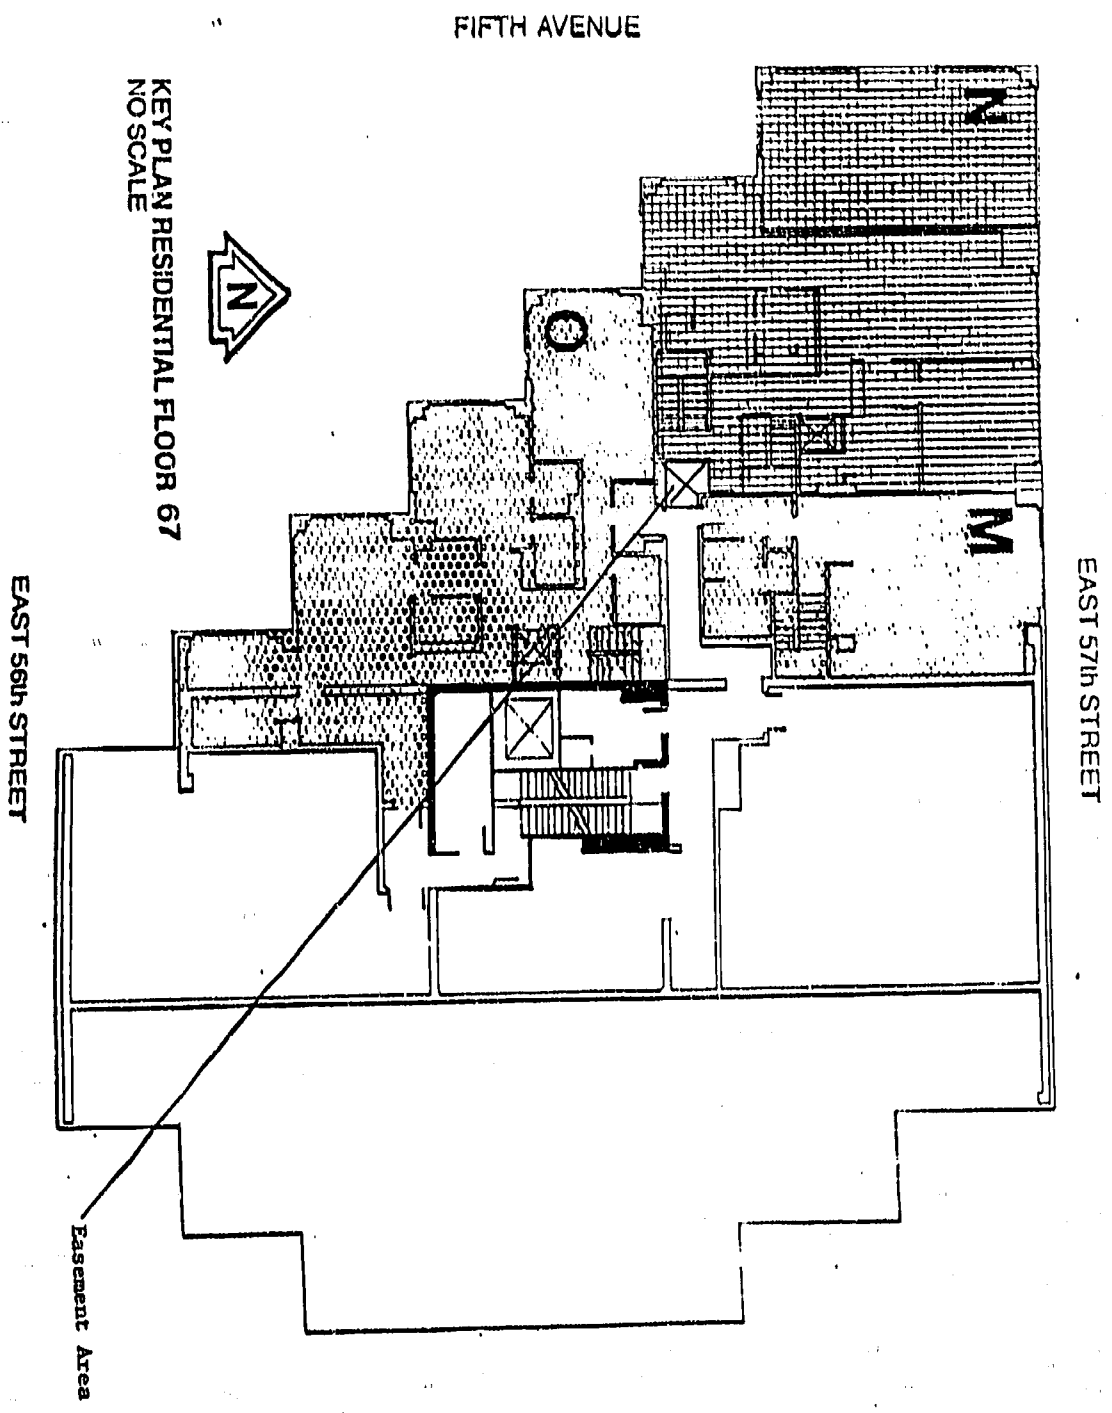 FIFTH AVENUE
KEY PLAN RESIDENTIAL FLOOR 67
NO SCALE
N
N
O
M
EAST 57th STREET
EAST 56th STREET
Easement Area